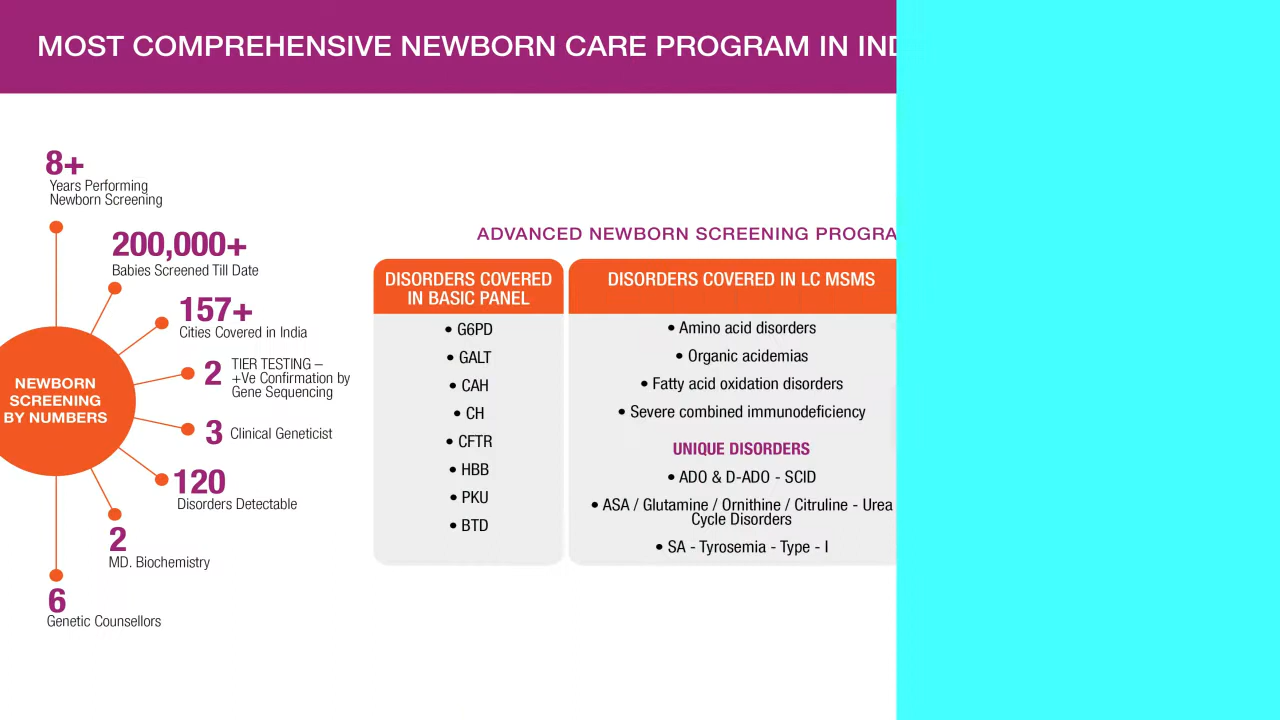 MOST COMPREHENSIVE NEWBORN CARE PROGRAM IN
8+
Years Performing
Newborn Screening
200,000+
Babies Screened Till Date
157+
Cities Covered in India
2
TIER TESTING –
+Ve Confirmation by
Gene Sequencing
NEWBORN
SCREENING
BY NUMBERS
3 Clinical Geneticist
120
Disorders Detectable
2
MD. Biochemistry
6
Genetic Counsellors
ADVANCED NEWBORN SCREENING
DISORDERS COVERED
IN BASIC PANEL
• G6PD
• GALT
• CAH
• CH
• CFTR
• HBB
• PKU
• BTD
DISORDERS COVERED IN LC MSMS
• Amino acid disorders
• Organic acidemias
• Fatty acid oxidation disorders
• Severe combined immunodeficiency
UNIQUE DISORDERS
• ADO & D-ADO - SCID
• ASA / Glutamine / Ornithine / Citruline - Urea
Cycle Disorders
• SA - Tyrosemia - Type - I